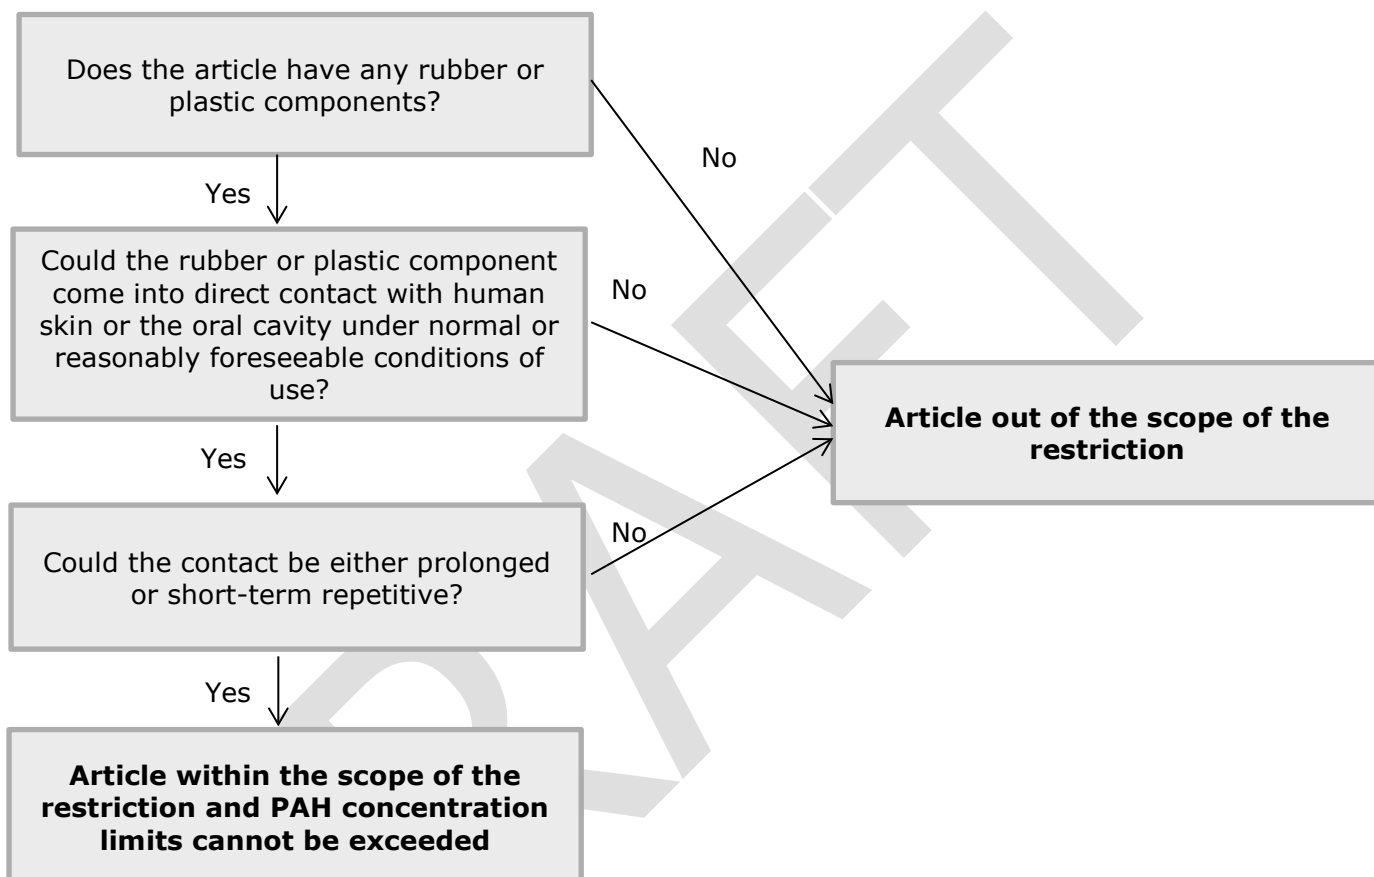 Does the article have any rubber or
plastic components?
No
Yes
Could the rubber or plastic component
come into direct contact with human
skin or the oral cavity under normal or
reasonably foreseeable conditions of
use?
No
Article out of the scope of the
restriction
Yes
Could the contact be either prolonged
or short-term repetitive?
No
Yes
Article within the scope of the
restriction and PAH concentration
limits cannot be exceeded
RAFT